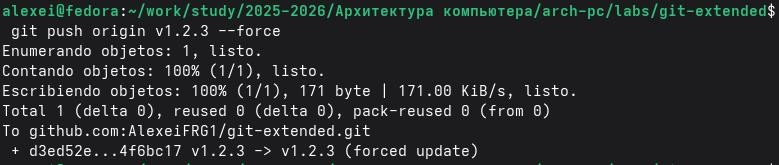 alexei@fedora:~/work/study/2025-2026/Архитектура компьютера/arch-pc/labs/git-extended$
git push origin v1.2.3 --force
Enumerando objetos: 1, listo.
Contando objetos: 100% (1/1), listo.
Escribiendo objetos: 100% (1/1), 171 byte | 171.00 KiB/s, listo.
Total 1 (delta 0), reused 0 (delta 0), pack-reused 0 (from 0)
To github.com:AlexeiFRG1/git-extended.git
+ d3ed52e...4f6bc17 v1.2.3 -> v1.2.3 (forced update)